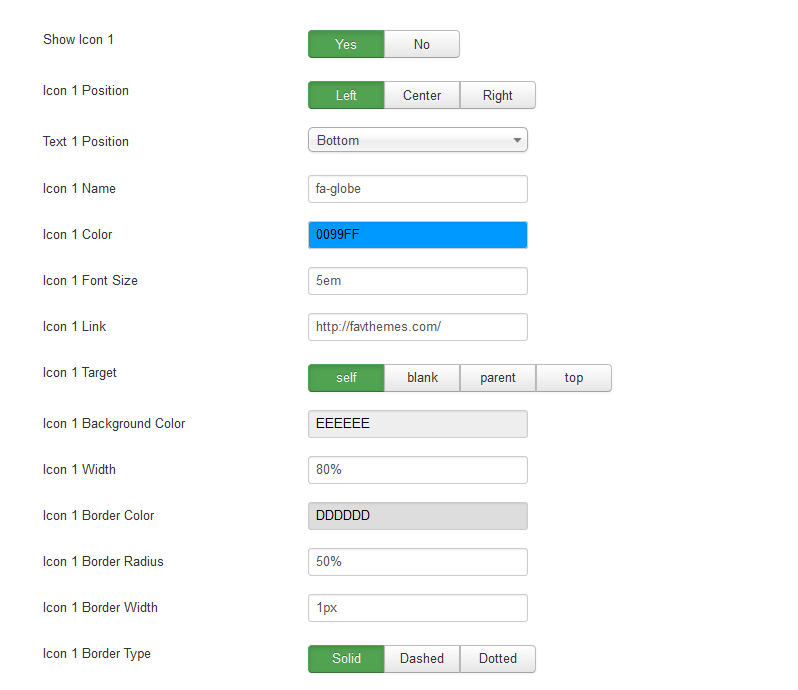 Show Icon 1 Yes No
Icon 1 Position Left Center Right
Text 1 Position Bottom
Icon 1 Name fa-globe
Icon 1 Color 0099FF
Icon 1 Font Size 5em
Icon 1 Link http://favthemes.com/
Icon 1 Target self blank parent top
Icon 1 Background Color EEEEEE
Icon 1 Width 80%
Icon 1 Border Color DDDDDD
Icon 1 Border Radius 50%
Icon 1 Border Width 1px
Icon 1 Border Type Solid Dashed Dotted